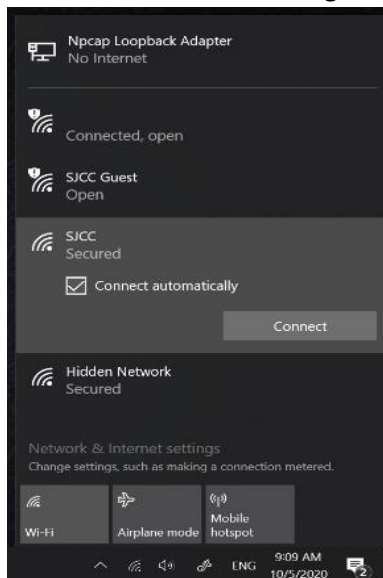 Npcap Loopback Adapter
No Internet
Connected, open
SJCC Guest
Open
SJCC
Secured
Connect automatically
Connect
Hidden Network
Secured
Network & Internet settings
Change settings, such as making a connection metered.
Wi-Fi
Airplane mode
Mobile
hotspot
ENG
9:09 AM
10/5/2020
2